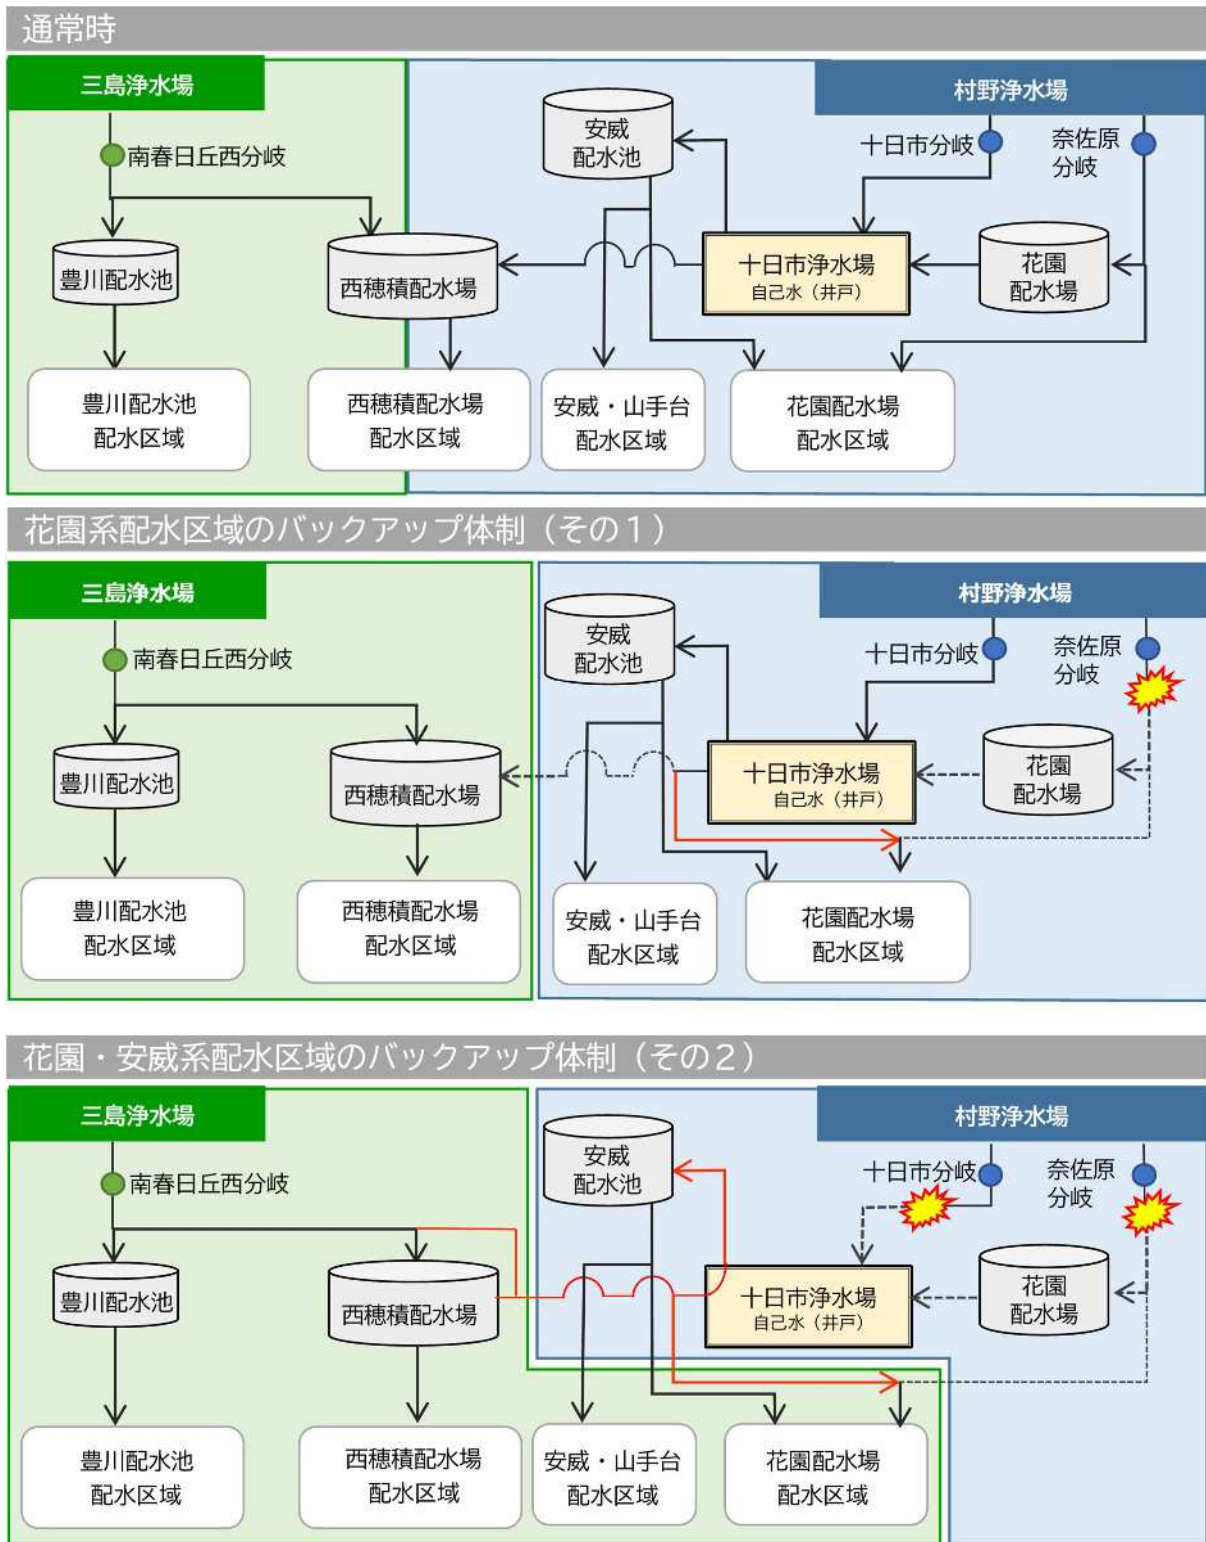 通常時
三島浄水場
村野浄水場
安威
配水池
南春日丘西分岐
十日市分岐
奈佐原
分岐
豊川配水池
西穂積配水場
十日市浄水場
自己水（井戸）
花園
配水場
豊川配水池
配水区域
西穂積配水場
配水区域
安威・山手台
配水区域
花園配水場
配水区域
花園系配水区域のバックアップ体制（その１）
三島浄水場
村野浄水場
安威
配水池
南春日丘西分岐
十日市分岐
奈佐原
分岐
豊川配水池
西穂積配水場
十日市浄水場
自己水（井戸）
花園
配水場
豊川配水池
配水区域
西穂積配水場
配水区域
安威・山手台
配水区域
花園配水場
配水区域
花園・安威系配水区域のバックアップ体制（その２）
三島浄水場
村野浄水場
安威
配水池
南春日丘西分岐
十日市分岐
奈佐原
分岐
豊川配水池
西穂積配水場
十日市浄水場
自己水（井戸）
花園
配水場
豊川配水池
配水区域
西穂積配水場
配水区域
安威・山手台
配水区域
花園配水場
配水区域